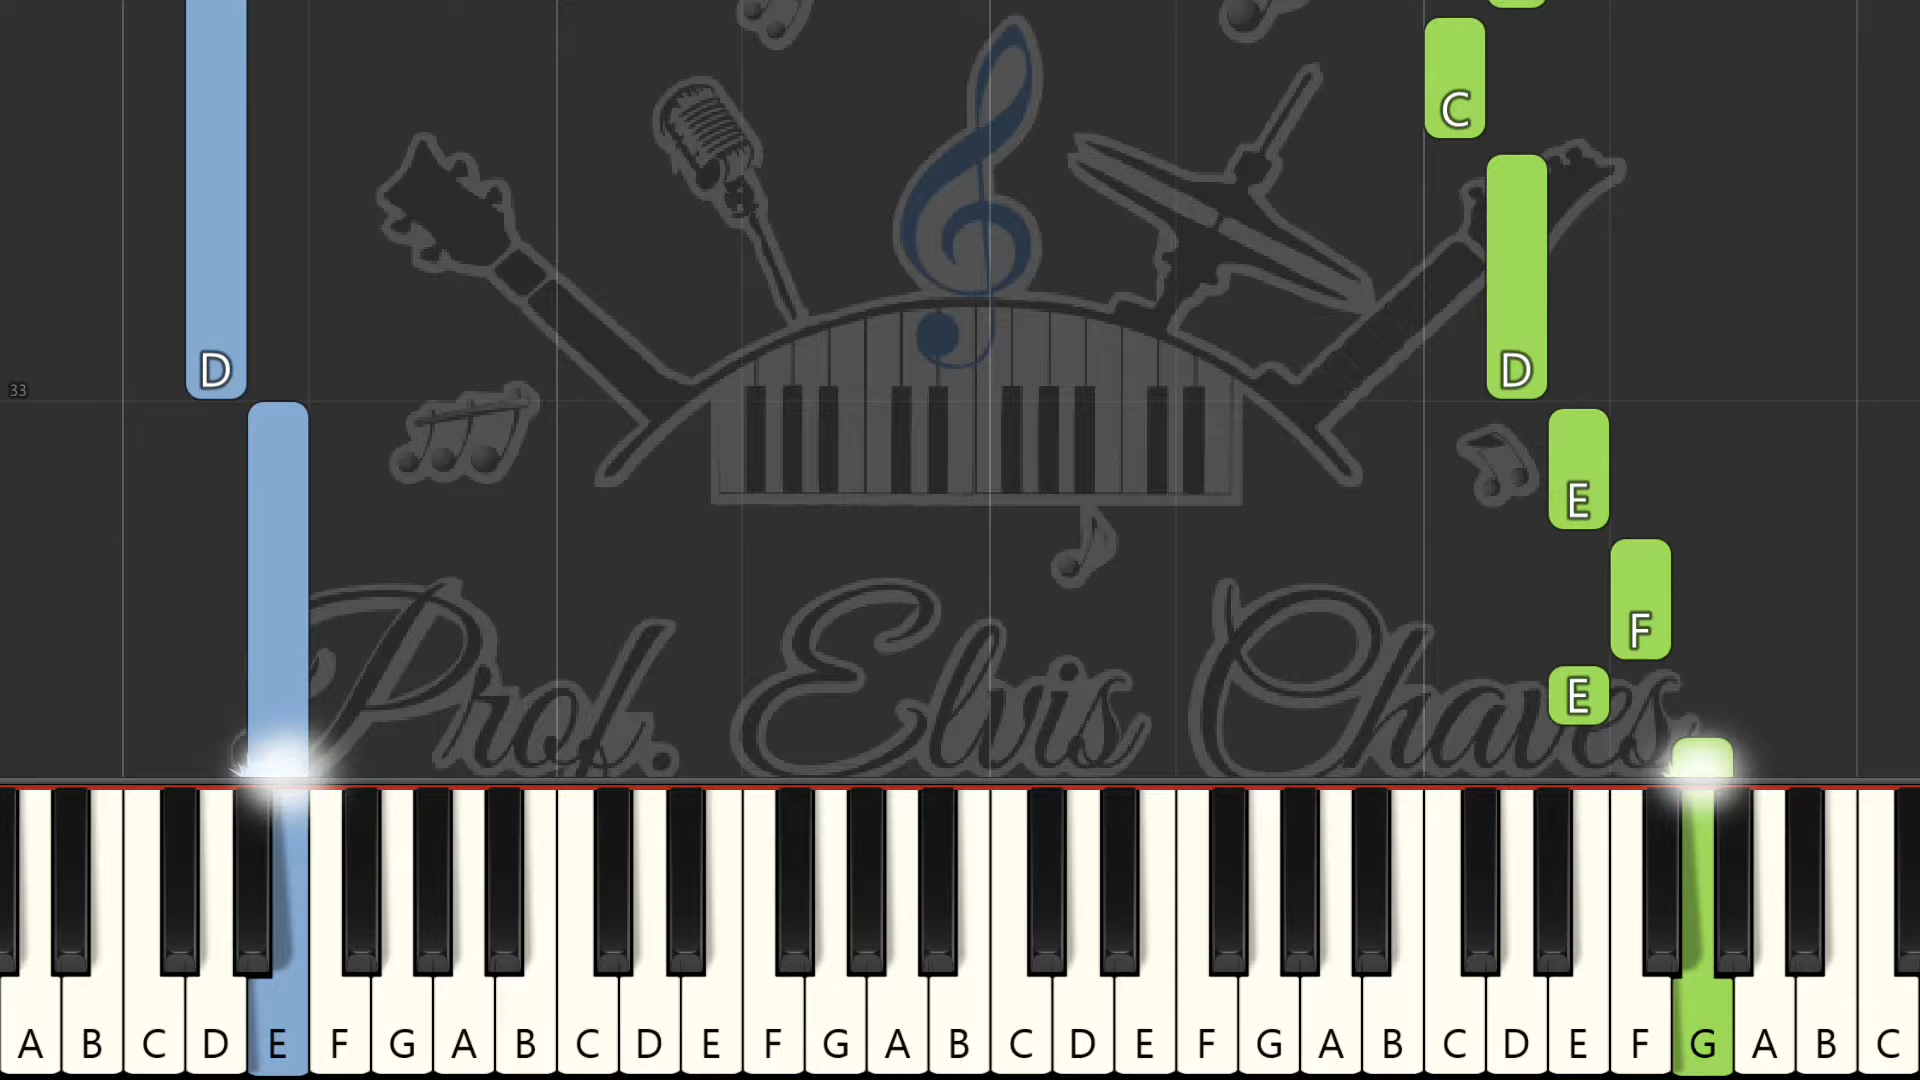 C
D
D
33
E
F
E
Prof. Elvis Chaves
A B C D E F G A B C D E F G A B C D E F G A B C D E F G A B C